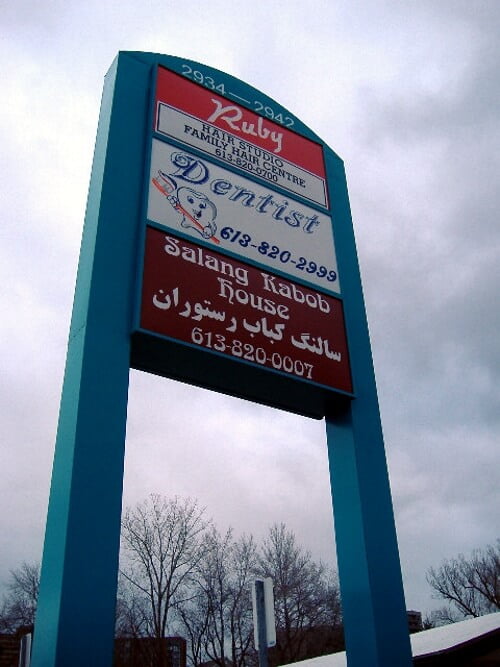 2934 — 2942
Ruby
HAIR STUDIO
FAMILY HAIR CENTRE
613-820-0700
Dentist
613-820-2999
Salang Kabob
House
سالنگ کباب رستوران
613-820-0007